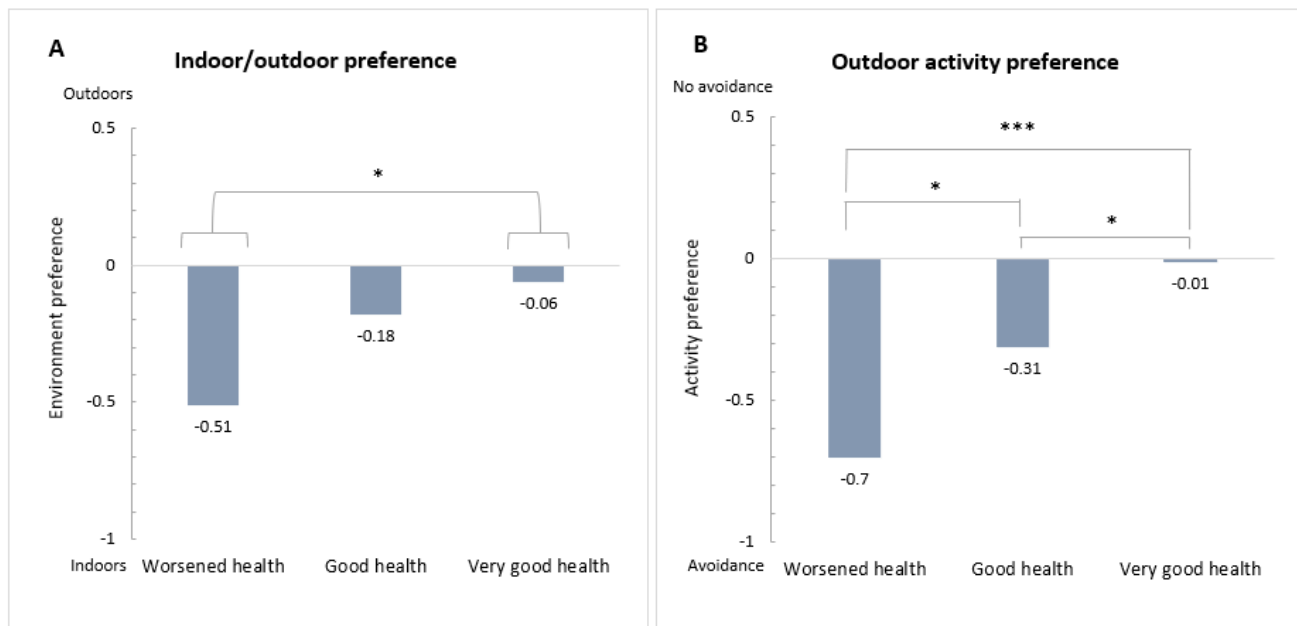 A
Indoor/outdoor preference
Outdoors
0.5
*
0
Environment preference
-0.06
-0.18
-0.5
-0.51
-1
Indoors
Worsened health
Good health
Very good health
B
Outdoor activity preference
No avoidance
0.5
***
*
*
0
Activity preference
-0.01
-0.31
-0.5
-0.7
-1
Avoidance
Worsened health
Good health
Very good health